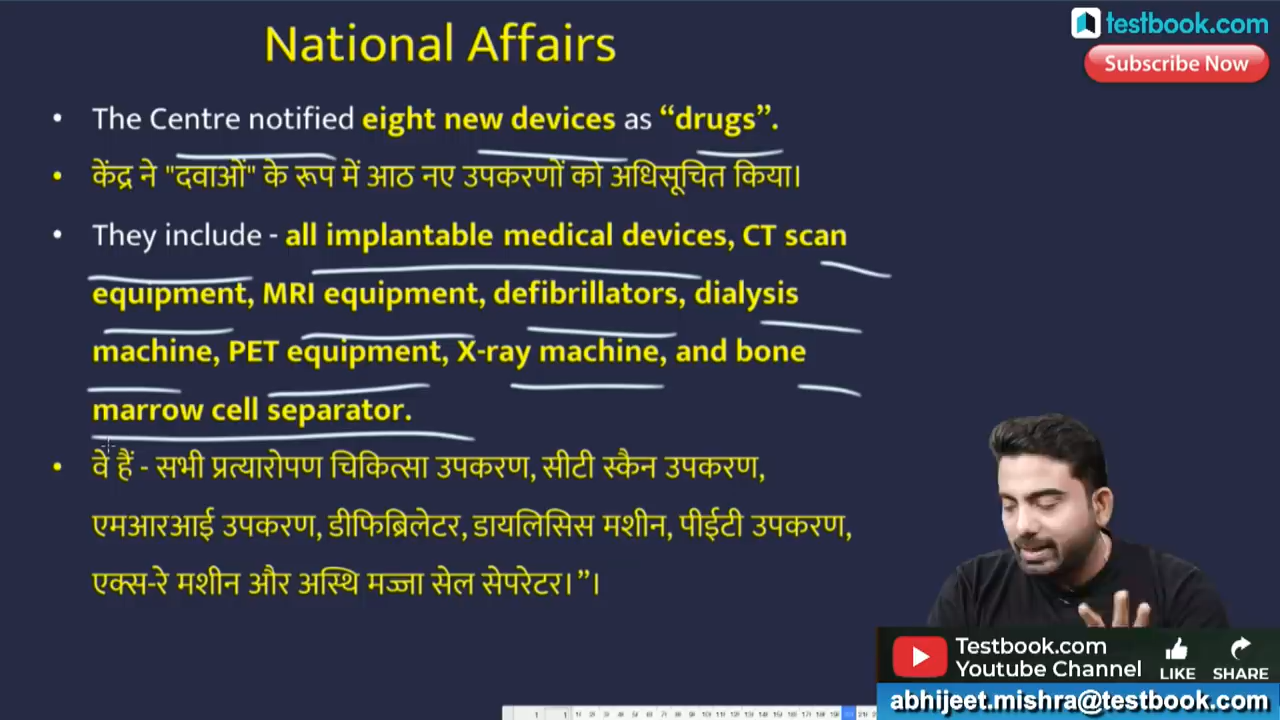 testbook.com
National Affairs
Subscribe Now
• The Centre notified eight new devices as “drugs”.
• केंद्र ने "दवाओं" के रूप में आठ नए उपकरणों को अधिसूचित किया।
• They include - all implantable medical devices, CT scan
equipment, MRI equipment, defibrillators, dialysis
machine, PET equipment, X-ray machine, and bone
marrow cell separator.
• वे हैं - सभी प्रत्यारोपण चिकित्सा उपकरण, सीटी स्कैन उपकरण,
एमआरआई उपकरण, डीफिब्रिलेटर, डायलिसिस मशीन, पीईटी उपकरण,
एक्स-रे मशीन और अस्थि मज्जा सेल सेपरेटर।”।
Testbook.com
Youtube Channel
LIKE
SHARE
abhijeet.mishra@testbook.com